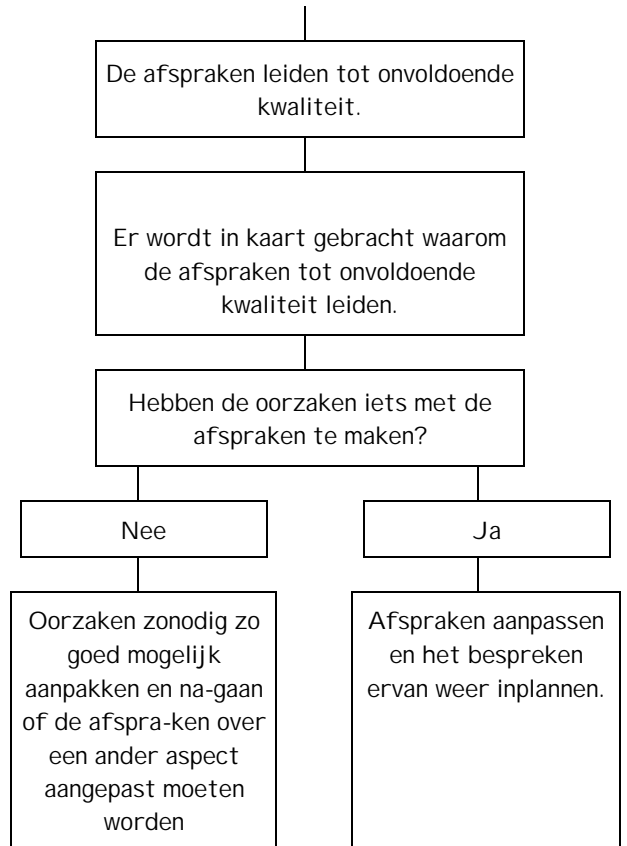 De afspraken leiden tot onvoldoende
kwaliteit.
Er wordt in kaart gebracht waarom
de afspraken tot onvoldoende
kwaliteit leiden.
Hebben de oorzaken iets met de
afspraken te maken?
Nee
Ja
Oorzaken zonodig zo
goed mogelijk
aanpakken en na-gaan
of de afspra-ken over
een ander aspect
aangepast moeten
worden
Afspraken aanpassen
en het bespreken
ervan weer inplannen.